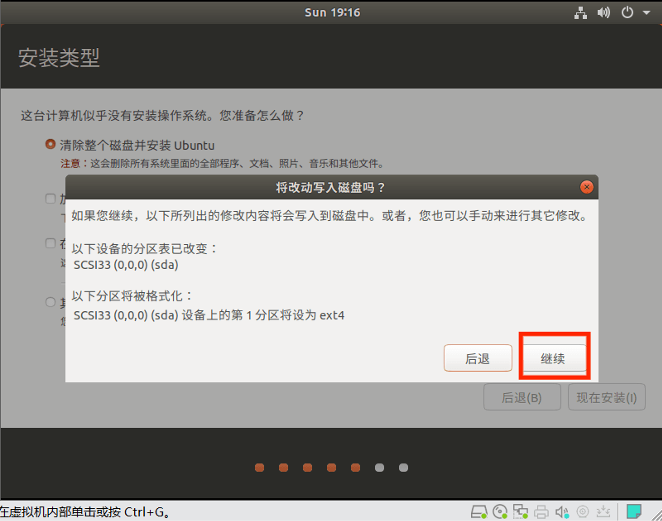 Sun 19:16
安装类型
这台计算机似乎没有安装操作系统。您准备怎么做？
清除整个磁盘并安装 Ubuntu
注意：这会删除所有系统里面的全部程序、文档、照片、音乐和其他文件。
将改动写入磁盘吗？
如果您继续，以下所列出的修改内容将会写入到磁盘中。或者，您也可以手动来进行其它修改。
以下设备的分区表已改变：
SCSI33 (0,0,0) (sda)
以下分区将被格式化：
SCSI33 (0,0,0) (sda) 设备上的第 1 分区将设为 ext4
后退 继续
后退(B) 现在安装(I)
在虚拟机内部单击或按 Ctrl+G。